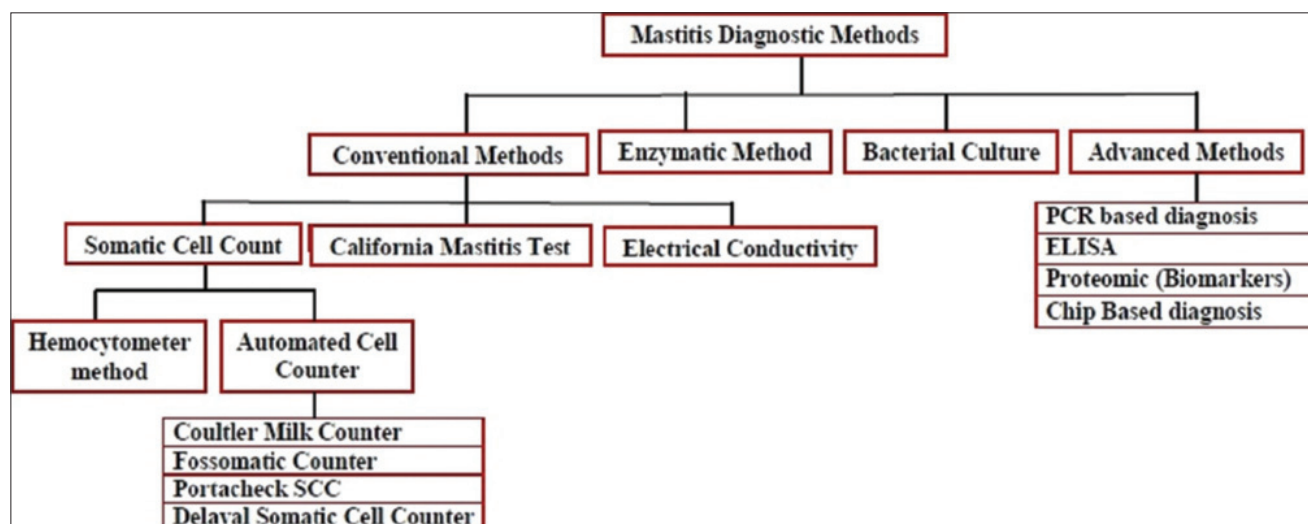 Mastitis Diagnostic Methods
Conventional Methods
Enzymatic Method
Bacterial Culture
Advanced Methods
Somatic Cell Count
California Mastitis Test
Electrical Conductivity
PCR based diagnosis
ELISA
Proteomic (Biomarkers)
Chip Based diagnosis
Hemocytometer
method
Automated Cell
Counter
Coultler Milk Counter
Fossomatic Counter
Portacheck SCC
Delaval Somatic Cell Counter